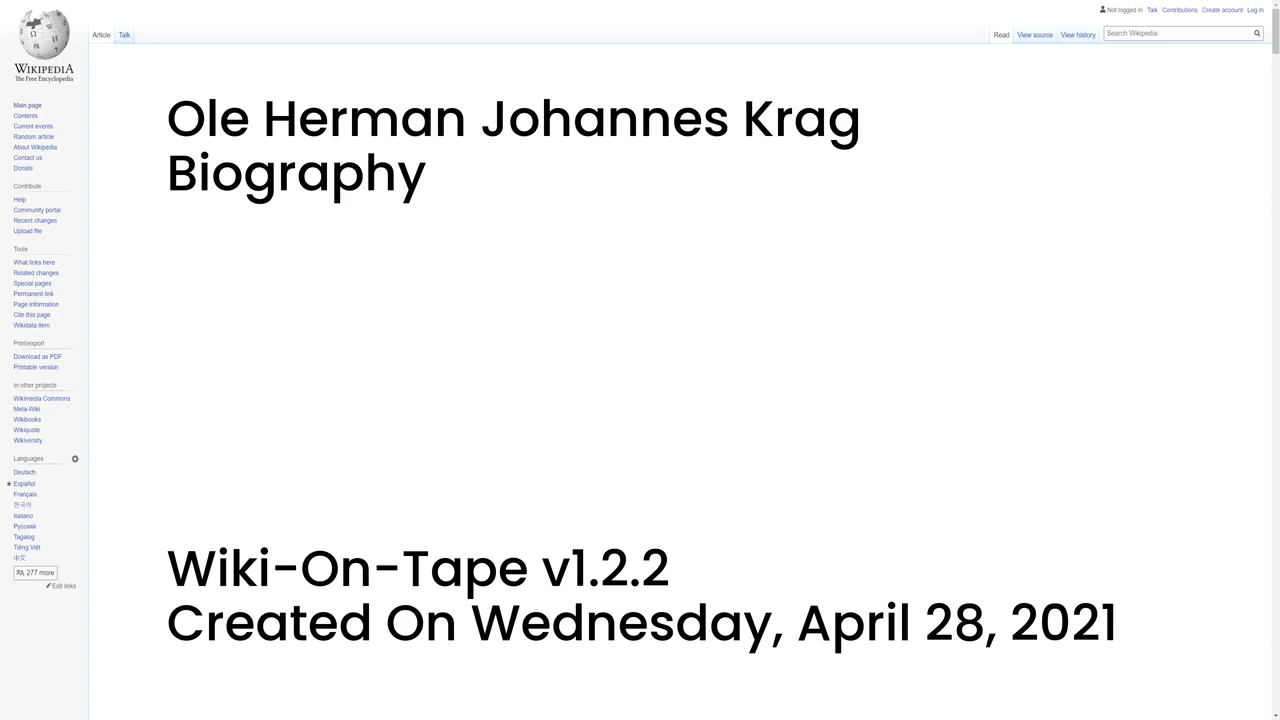 Not logged in Talk Contributions Create account Log in
Article Talk Read View source View history Search Wikipedia
WIKIPEDIA
The Free Encyclopedia
Main page
Contents
Current events
Random article
About Wikipedia
Contact us
Donate
Contribute
Help
Community portal
Recent changes
Upload file
Tools
What links here
Related changes
Special pages
Permanent link
Page information
Cite this page
Wikidata item
Print/export
Download as PDF
Printable version
In other projects
Wikimedia Commons
Meta-Wiki
Wikibooks
Wikiquote
Wikiversity
Languages
Deutsch
Español
Français
한국어
Italiano
Русский
Tagalog
Tiếng Việt
中文
277 more
Edit links
Ole Herman Johannes Krag
Biography
Wiki-On-Tape v1.2.2
Created On Wednesday, April 28, 2021